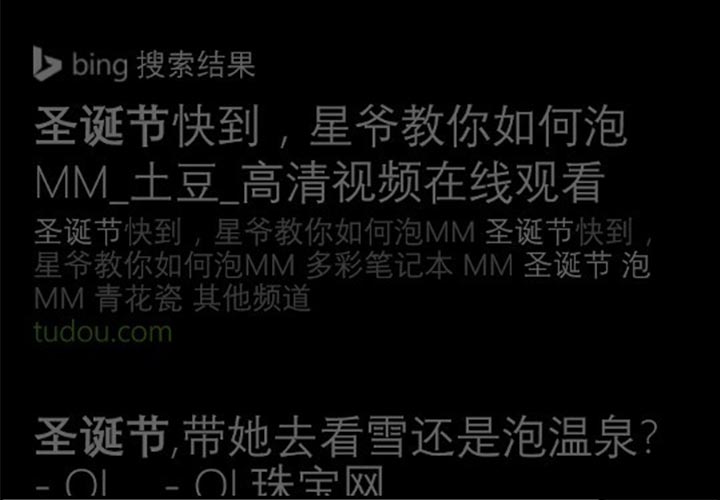 bing 搜索结果
圣诞节快到，星爷教你如何泡
MM_土豆_高清视频在线观看
圣诞节快到，星爷教你如何泡MM 圣诞节快到，
星爷教你如何泡MM 多彩笔记本 MM 圣诞节 泡
MM 青花瓷 其他频道
tudou.com
圣诞节,带她去看雪还是泡温泉?
- OL - OL珠宝网